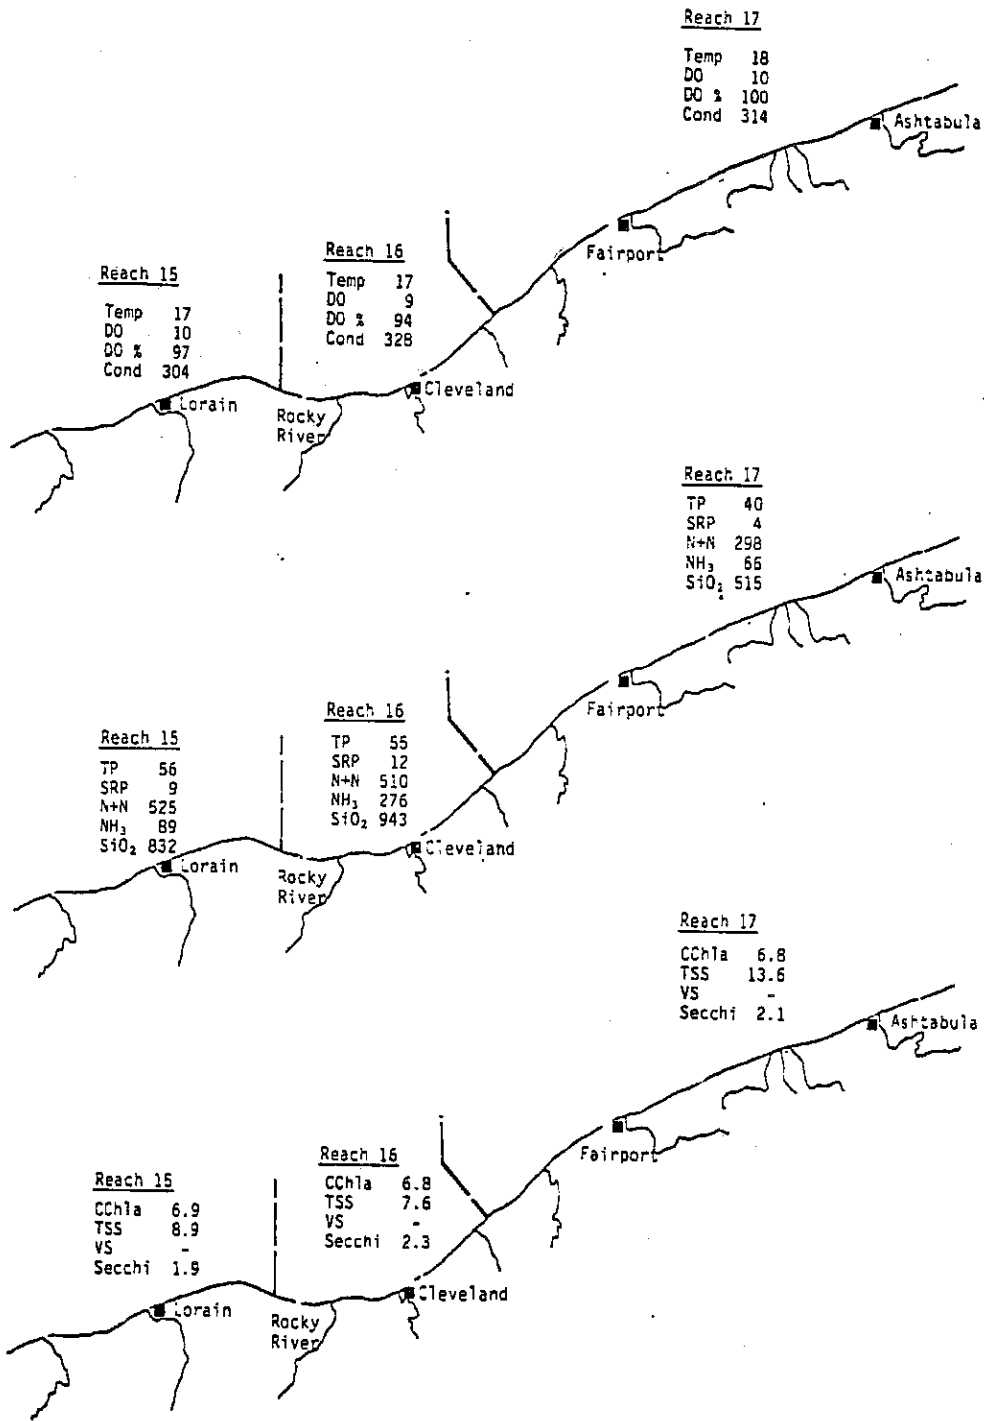 Reach 17
Temp 18
DO 10
DO % 100
Cond 314
Ashtabula
Fairport
Reach 16
Temp 17
DO 9
DO % 94
Cond 328
Reach 15
Temp 17
DO 10
DO % 97
Cond 304
Lorain
Rocky
River
Cleveland
Reach 17
TP 40
SRP 4
N+N 298
NH₃ 66
SiO₂ 515
Ashtabula
Fairport
Reach 16
TP 55
SRP 12
N+N 510
NH₃ 276
SiO₂ 943
Reach 15
TP 56
SRP 9
N+N 525
NH₃ 89
SiO₂ 832
Lorain
Rocky
River
Cleveland
Reach 17
CChla 6.8
TSS 13.6
VS -
Secchi 2.1
Ashtabula
Fairport
Reach 16
CChla 6.8
TSS 7.6
VS -
Secchi 2.3
Reach 15
CChla 6.9
TSS 8.9
VS -
Secchi 1.9
Lorain
Rocky
River
Cleveland